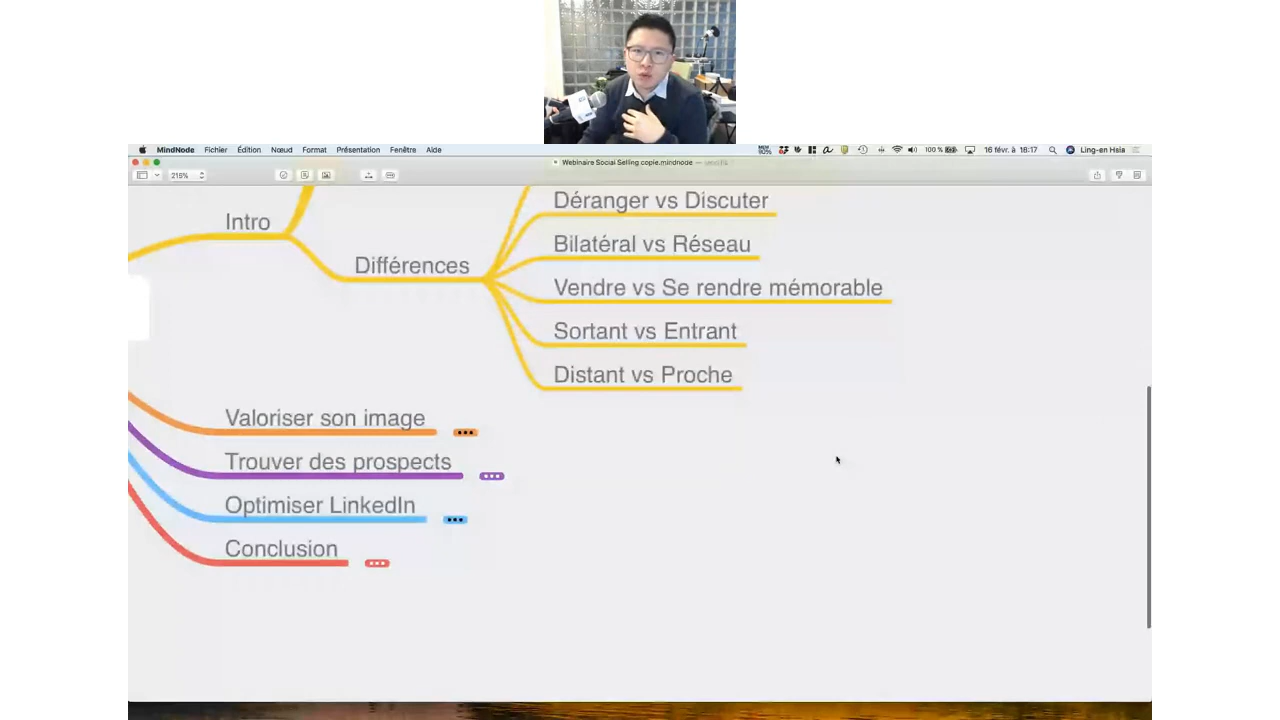 MindNode Fichier Édition Nœud Format Présentation Fenêtre Aide 100 % 16 févr. à 18:17 Ling-en Hsia
Webinaire Social Selling copie.mindnode
215%
Déranger vs Discuter
Intro
Bilatéral vs Réseau
Différences
Vendre vs Se rendre mémorable
Sortant vs Entrant
Distant vs Proche
Valoriser son image
Trouver des prospects
Optimiser LinkedIn
Conclusion